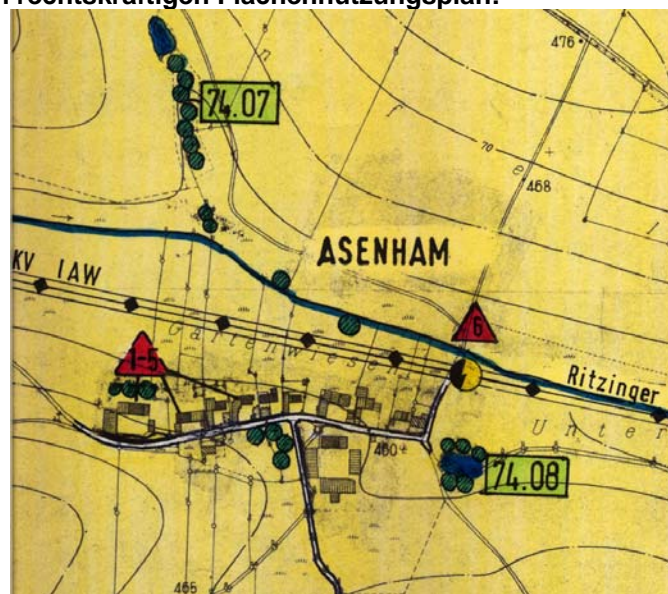 rechtskräftigen Flächennutzungsplan:
476
74.07
n
f
70
468
e
ASENHAM
KV IAW
6
Gartenwiesen
1-5
Ritzinger
Unter
460
74.08
465